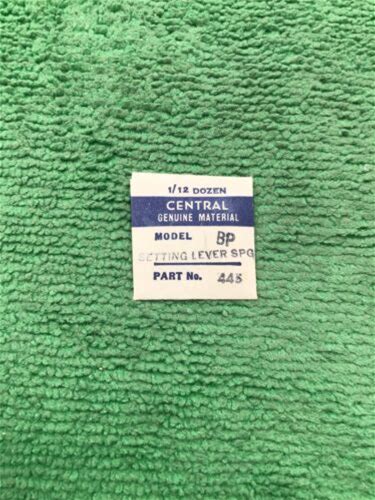 1/12 DOZEN
CENTRAL
GENUINE MATERIAL
MODEL BP
SETTING LEVER SPG
PART No. 445